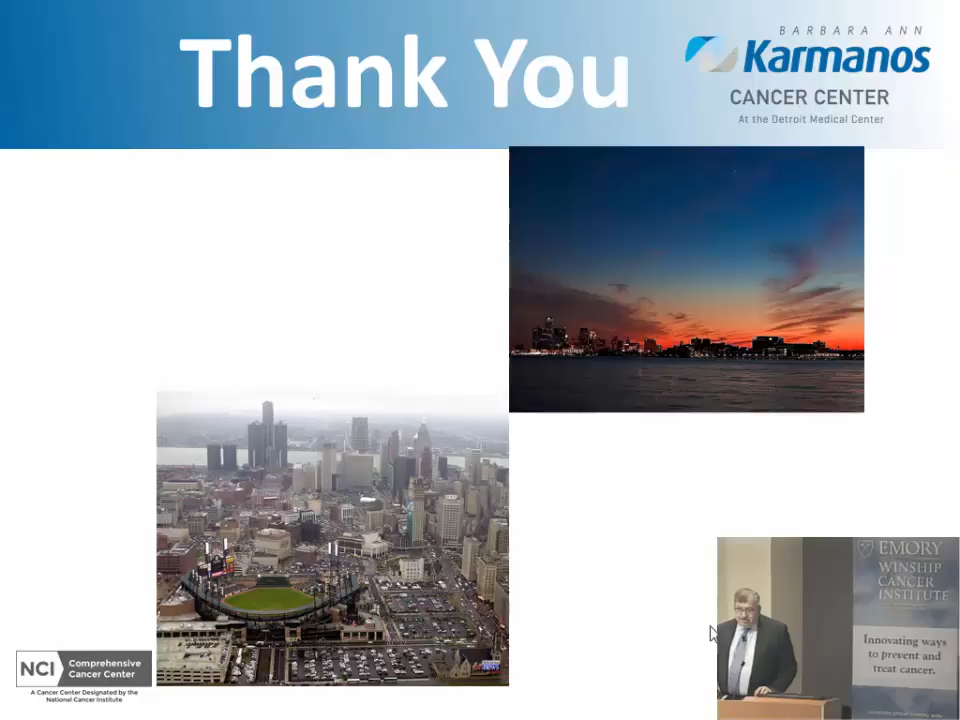 Thank You
BARBARA ANN
Karmanos
CANCER CENTER
At the Detroit Medical Center
NCI
Comprehensive
Cancer Center
A Cancer Center Designated by the
National Cancer Institute
EMORY
WINSHIP
CANCER
INSTITUTE
Innovating ways
to prevent and
treat cancer.